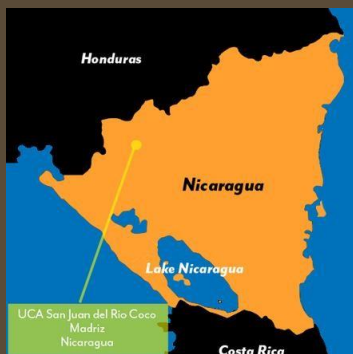 Honduras
Nicaragua
Lake Nicaragua
UCA San Juan del Rio Coco
Madriz
Nicaragua
Costa Rica